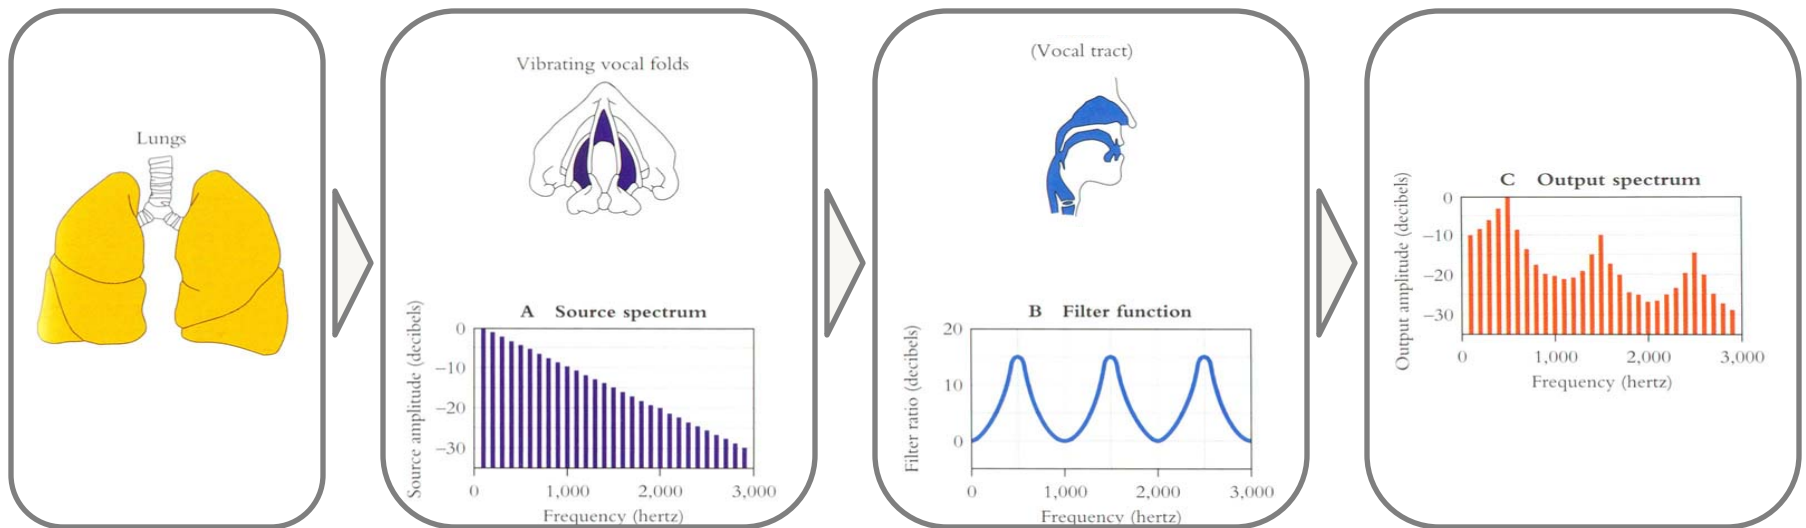 Lungs
Vibrating vocal folds
A Source spectrum
Source amplitude (decibels)
0
−10
−20
−30
0 1,000 2,000 3,000
Frequency (hertz)
(Vocal tract)
B Filter function
Filter ratio (decibels)
20
10
0
0 1,000 2,000 3,000
Frequency (hertz)
C Output spectrum
Output amplitude (decibels)
0
−10
−20
−30
0 1,000 2,000 3,000
Frequency (hertz)